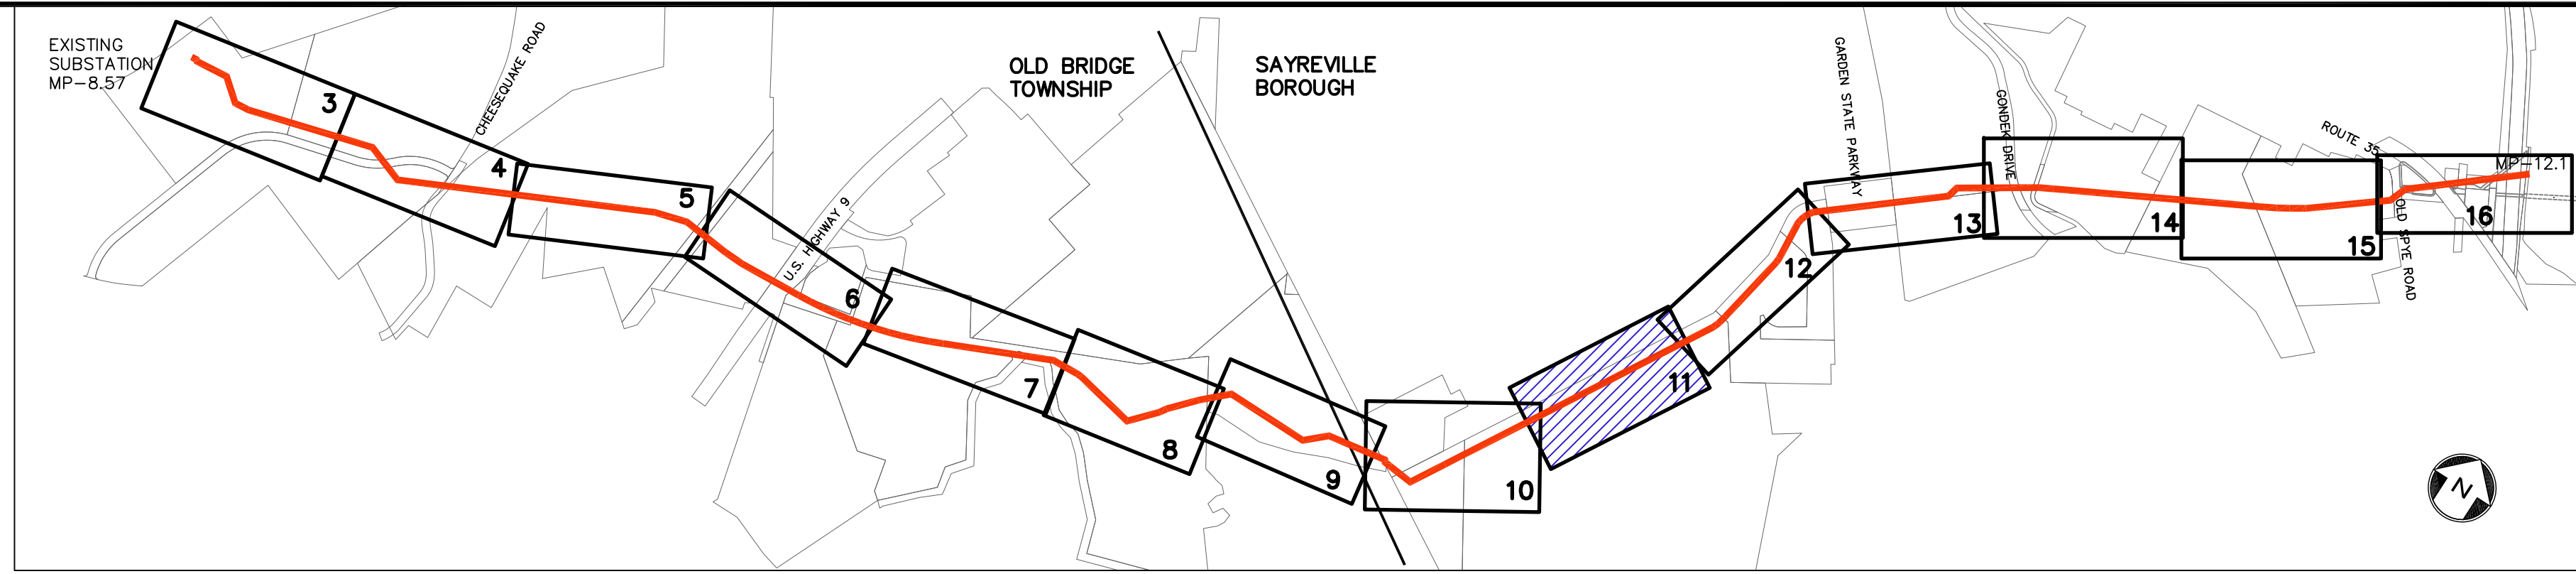 EXISTING
SUBSTATION
MP-8.57
3
CHEESEQUAKE ROAD
4
5
U.S. HIGHWAY 9
6
OLD BRIDGE
TOWNSHIP
SAYREVILLE
BOROUGH
7
8
9
10
11
12
GARDEN STATE PARKWAY
13
GONDEK DRIVE
14
ROUTE 35
15
OLD SPYE ROAD
16
MP-12.1
N